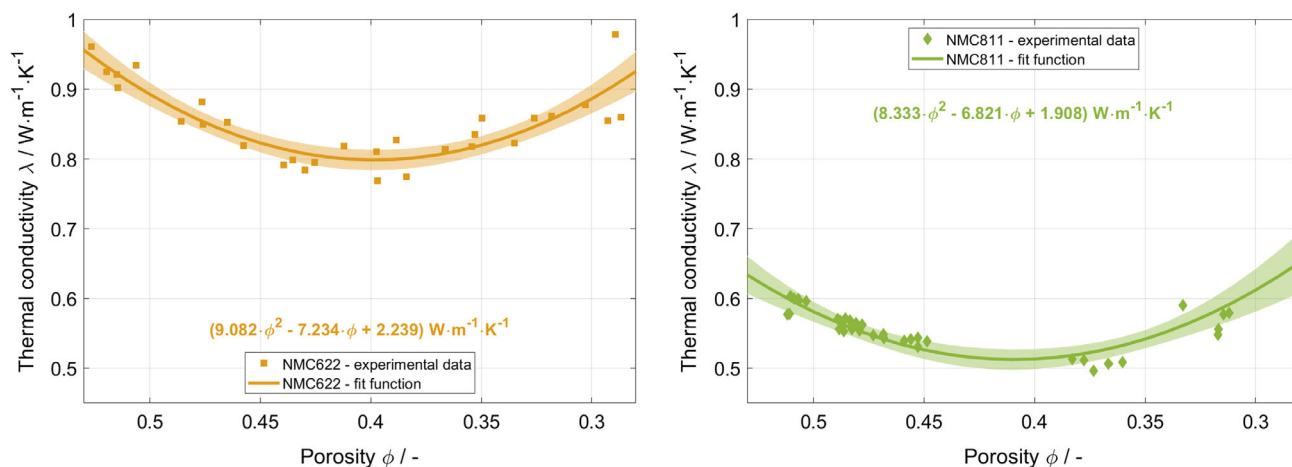 1
0.9
0.8
0.7
0.6
0.5
Thermal conductivity λ / W·m⁻¹·K⁻¹
(9.082·ϕ² - 7.234·ϕ + 2.239) W·m⁻¹·K⁻¹
NMC622 - experimental data
NMC622 - fit function
0.5 0.45 0.4 0.35 0.3
Porosity ϕ / -
1
0.9
0.8
0.7
0.6
0.5
Thermal conductivity λ / W·m⁻¹·K⁻¹
NMC811 - experimental data
NMC811 - fit function
(8.333·ϕ² - 6.821·ϕ + 1.908) W·m⁻¹·K⁻¹
0.5 0.45 0.4 0.35 0.3
Porosity ϕ / -